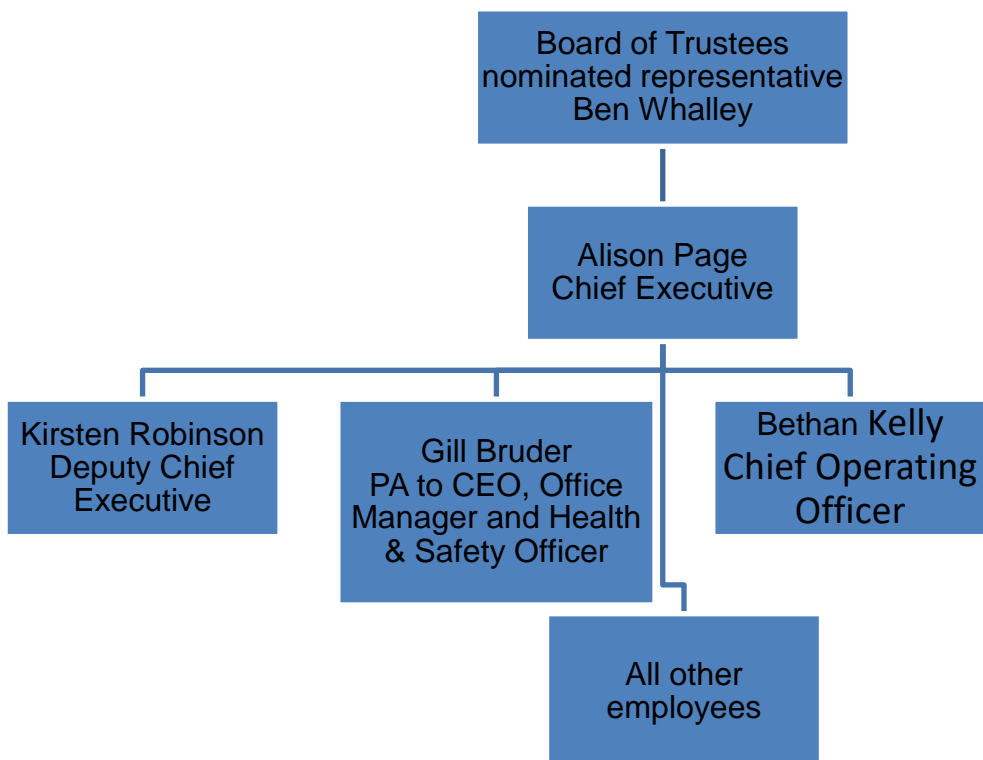 Board of Trustees
nominated representative
Ben Whalley
Alison Page
Chief Executive
Kirsten Robinson
Deputy Chief
Executive
Gill Bruder
PA to CEO, Office
Manager and Health
& Safety Officer
Bethan Kelly
Chief Operating
Officer
All other
employees